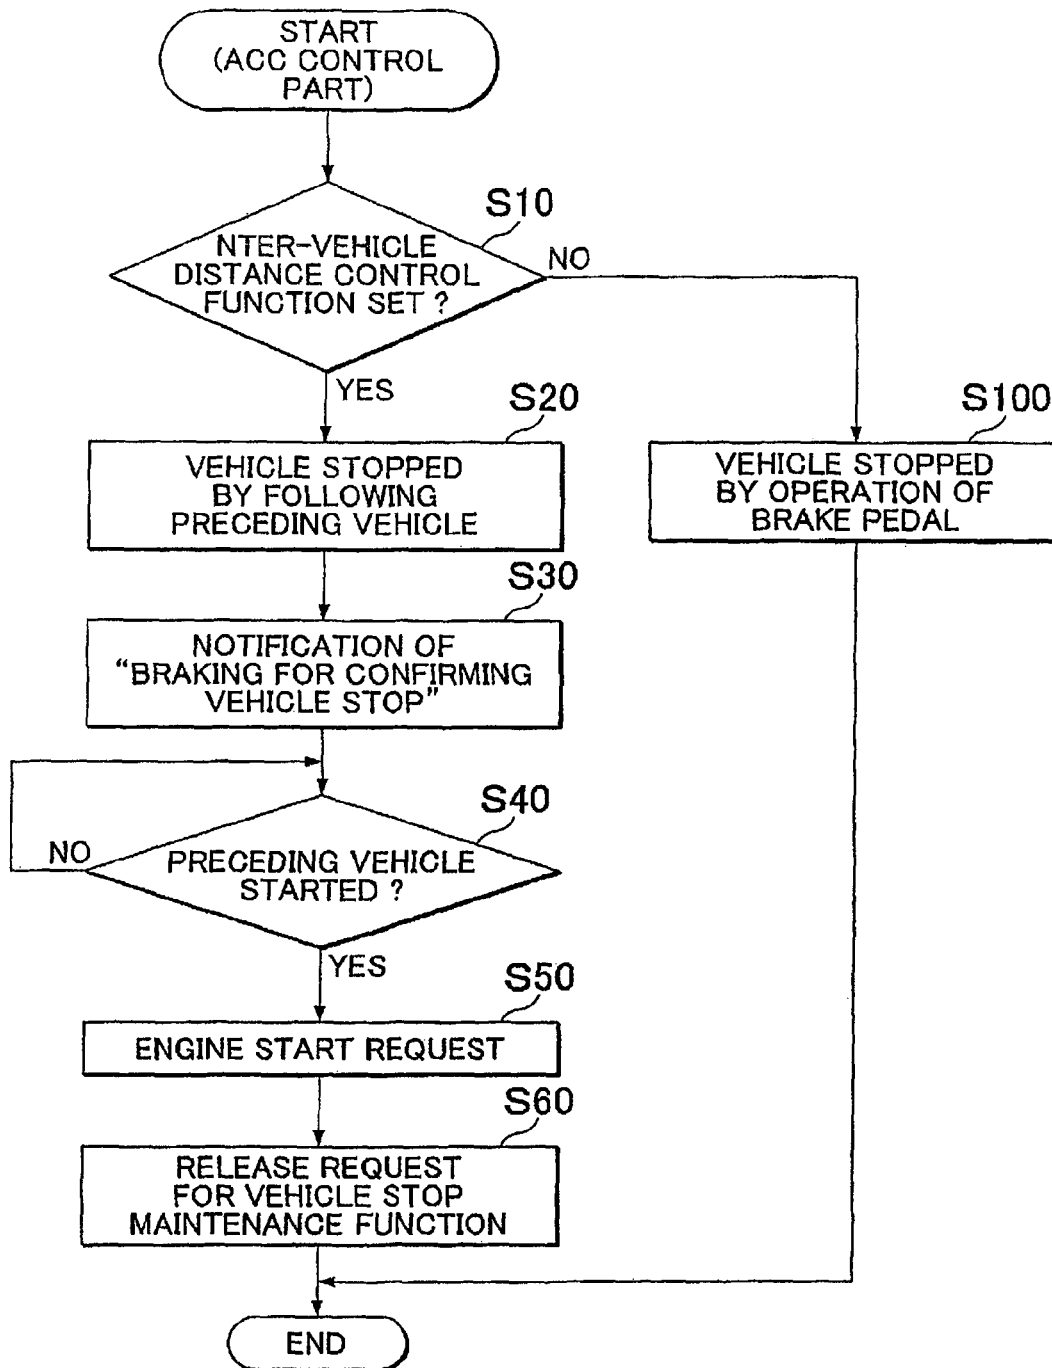 START
(ACC CONTROL
PART)
S10
NTER-VEHICLE
DISTANCE CONTROL
FUNCTION SET ?
NO
YES
S20
VEHICLE STOPPED
BY FOLLOWING
PRECEDING VEHICLE
S100
VEHICLE STOPPED
BY OPERATION OF
BRAKE PEDAL
S30
NOTIFICATION OF
“BRAKING FOR CONFIRMING
VEHICLE STOP”
S40
NO
PRECEDING VEHICLE
STARTED ?
YES
S50
ENGINE START REQUEST
S60
RELEASE REQUEST
FOR VEHICLE STOP
MAINTENANCE FUNCTION
END